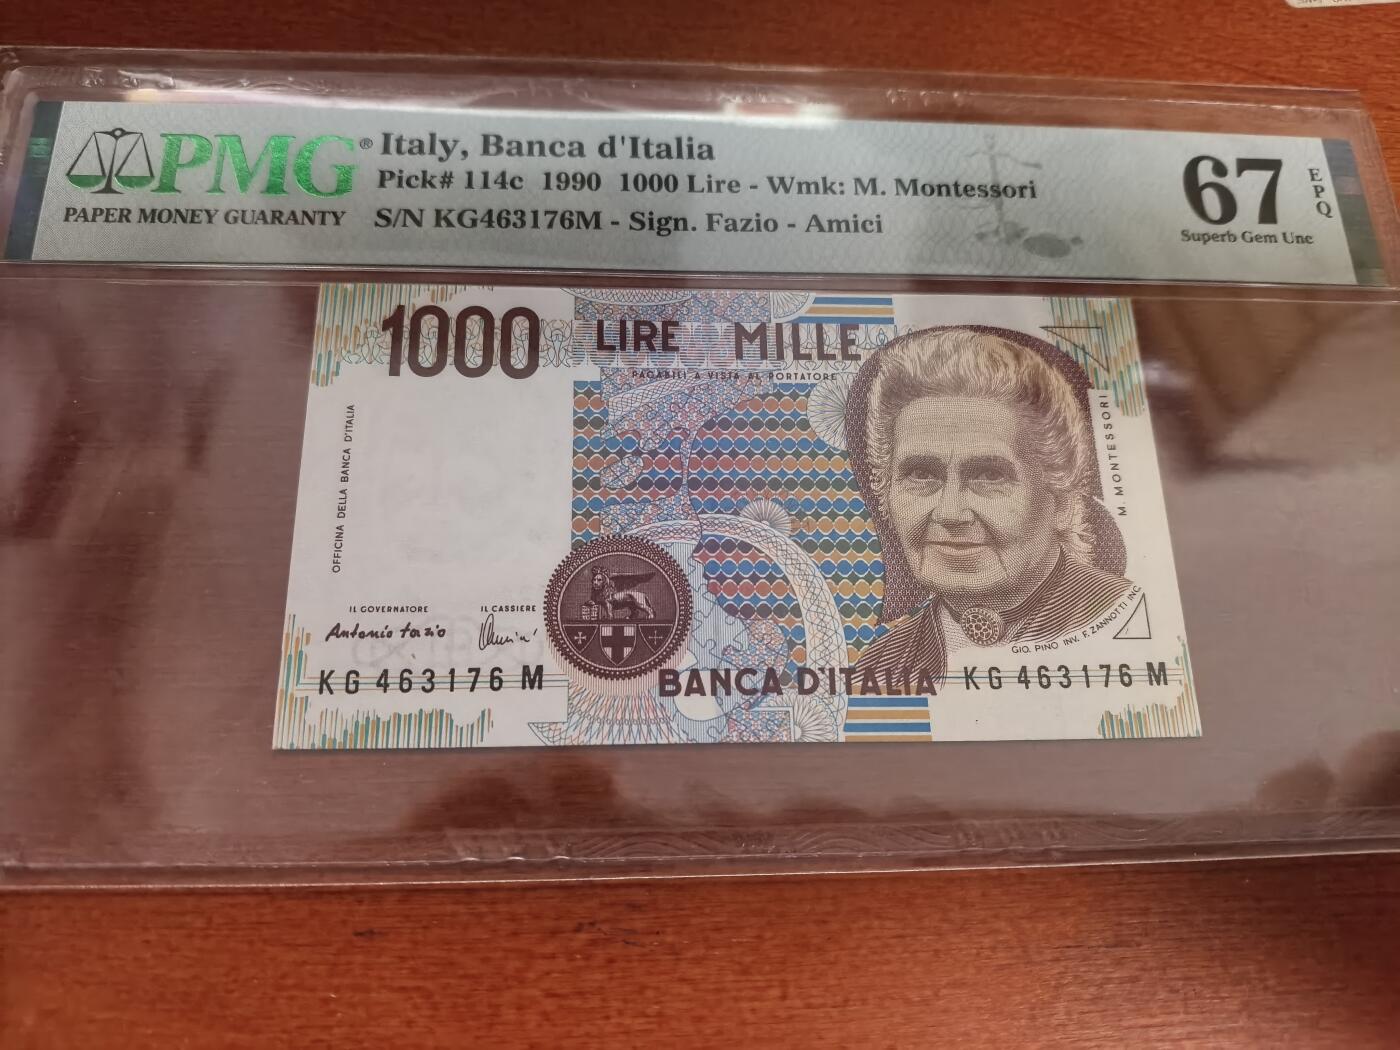 PMG®
PAPER MONEY GUARANTY
Italy, Banca d'Italia
Pick# 114c 1990 1000 Lire - Wmk: M. Montessori
S/N KG463176M - Sign. Fazio - Amici
67
EPQ
Superb Gem Unc
1000 LIRE MILLE
PAGABILI A VISTA AL PORTATORE
OFFICINA DELLA BANCA D'ITALIA
M. MONTESSORI
IL GOVERNATORE
Antonio Fazio
IL CASSIERE
GIO. PINO INV. F. ZANNOTTI INC.
KG 463176 M
BANCA D'ITALIA
KG 463176 M